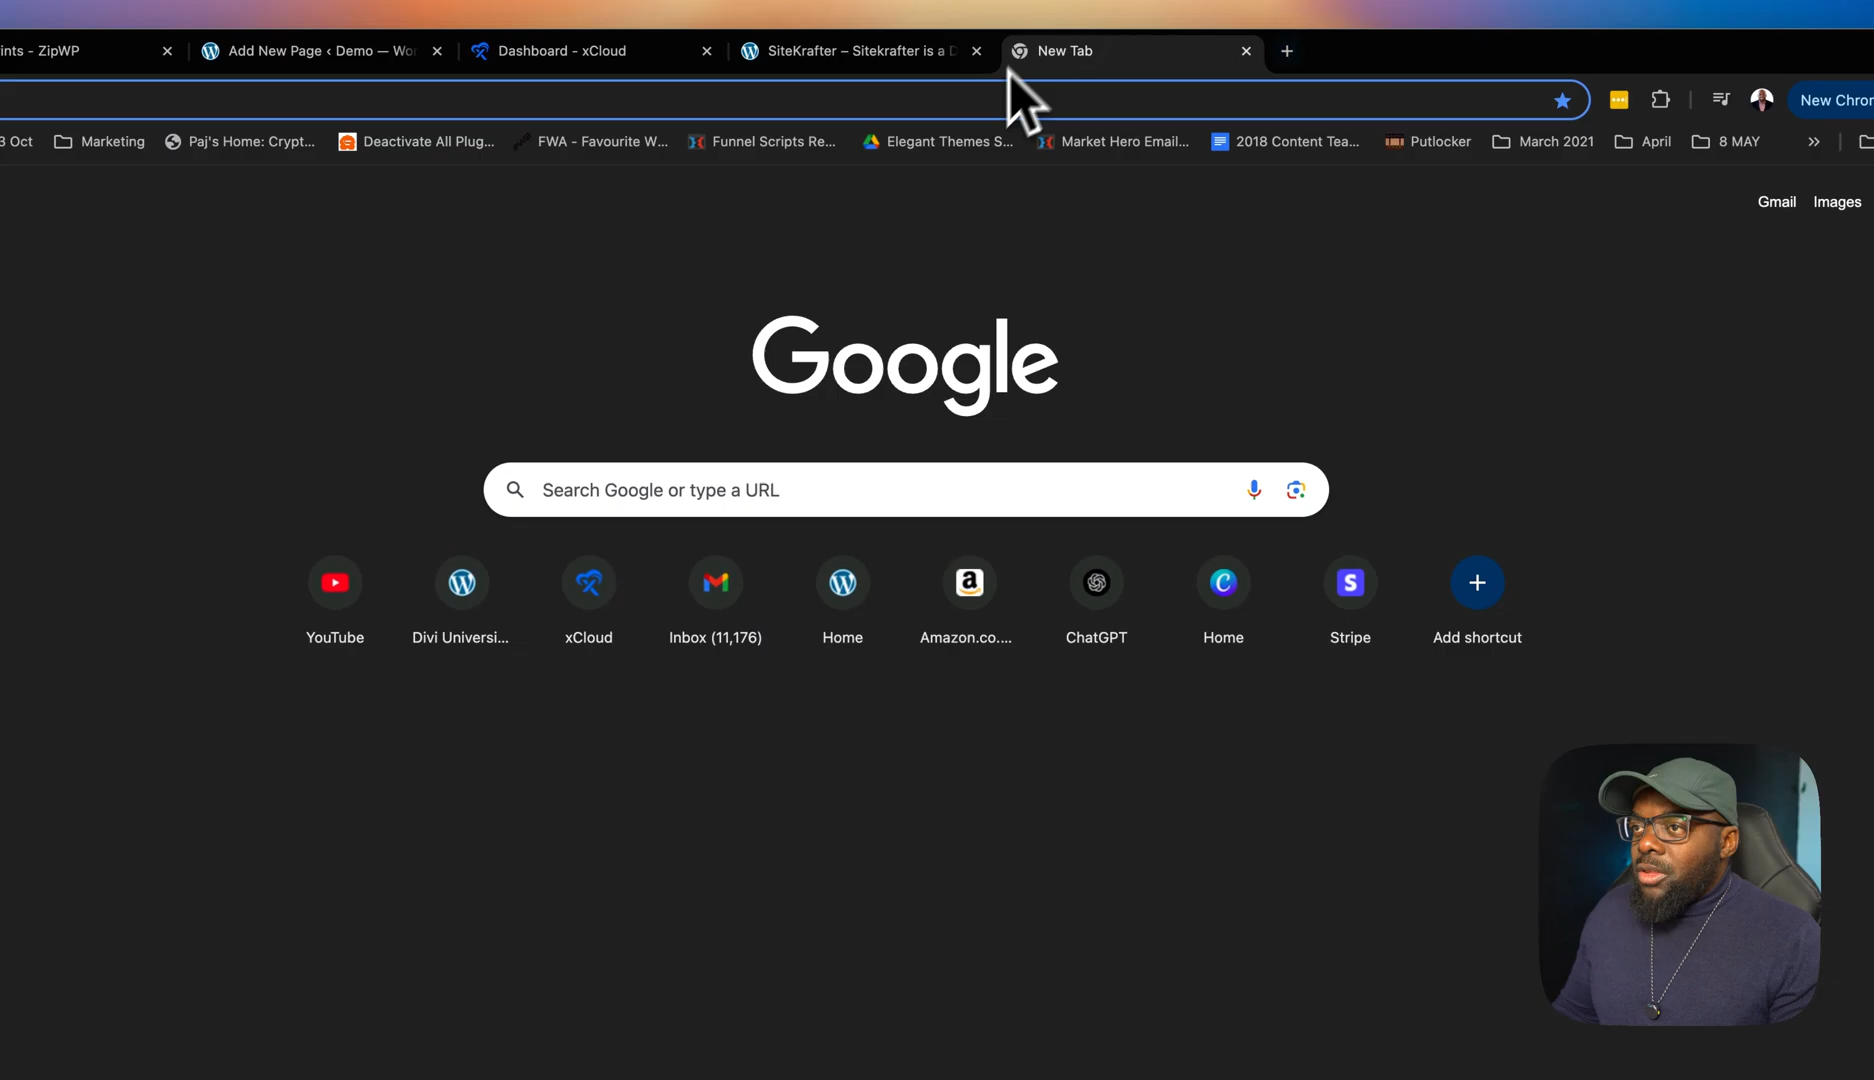 ints - ZipWP
Add New Page ‹ Demo — Wor
Dashboard - xCloud
SiteKrafter – Sitekrafter is a D
New Tab
New Chron
3 Oct
Marketing
Paj's Home: Crypt...
Deactivate All Plug...
FWA - Favourite W...
Funnel Scripts Re...
Elegant Themes S...
Market Hero Email...
2018 Content Tea...
Putlocker
March 2021
April
8 MAY
Gmail
Images
Google
Search Google or type a URL
YouTube
Divi Universi...
xCloud
Inbox (11,176)
Home
Amazon.co....
ChatGPT
Home
Stripe
Add shortcut